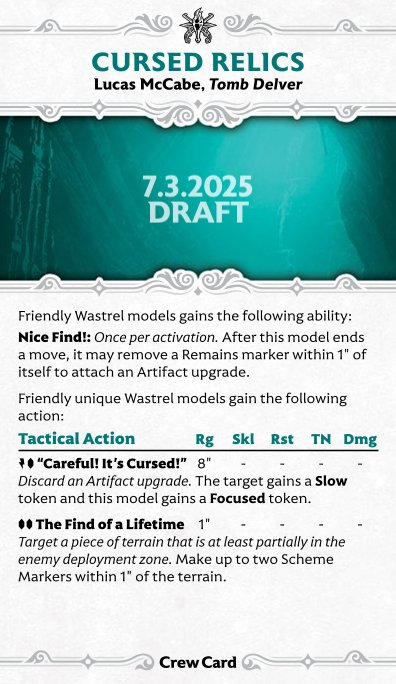 CURSED RELICS
Lucas McCabe, Tomb Delver
7.3.2025
DRAFT
Friendly Wastrel models gains the following ability:
Nice Find!: Once per activation. After this model ends
a move, it may remove a Remains marker within 1" of
itself to attach an Artifact upgrade.
Friendly unique Wastrel models gain the following
action:
Tactical Action Rg Skl Rst TN Dmg
“Careful! It’s Cursed!” 8" - - - -
Discard an Artifact upgrade. The target gains a Slow
token and this model gains a Focused token.
The Find of a Lifetime 1" - - - -
Target a piece of terrain that is at least partially in the
enemy deployment zone. Make up to two Scheme
Markers within 1" of the terrain.
Crew Card